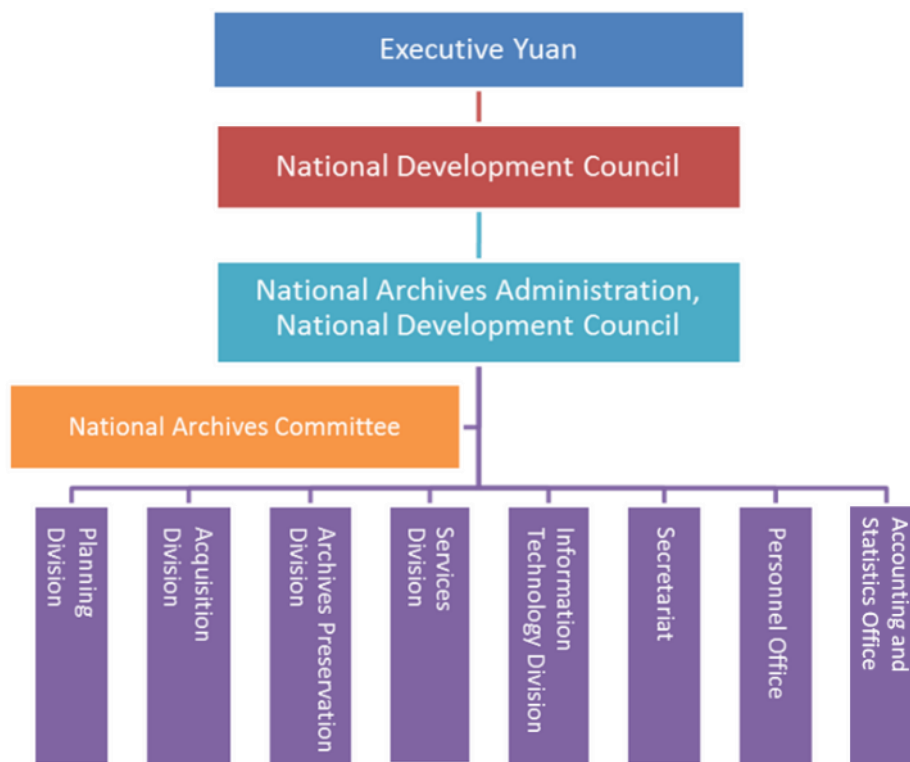 Executive Yuan
National Development Council
National Archives Administration,
National Development Council
National Archives Committee
Planning
Division
Acquisition
Division
Archives Preservation
Division
Services
Division
Information
Technology Division
Secretariat
Personnel Office
Accounting and
Statistics Office